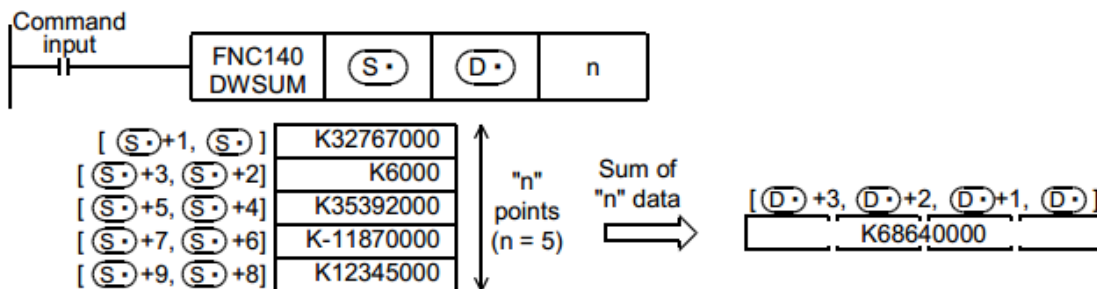 Command
input
FNC140
DWSUM
S·
D·
n
[ S·+1, S· ] K32767000
[ S·+3, S·+2] K6000
[ S·+5, S·+4] K35392000
[ S·+7, S·+6] K-11870000
[ S·+9, S·+8] K12345000
"n"
points
(n = 5)
Sum of
"n" data
[ D·+3, D·+2, D·+1, D· ]
K68640000